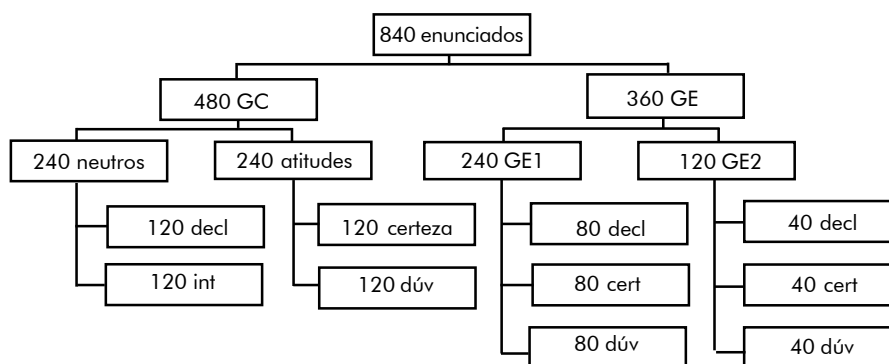 840 enunciados
480 GC
360 GE
240 neutros
240 atitudes
240 GE1
120 GE2
120 decl
120 certeza
80 decl
40 decl
120 int
120 dúv
80 cert
40 cert
80 dúv
40 dúv